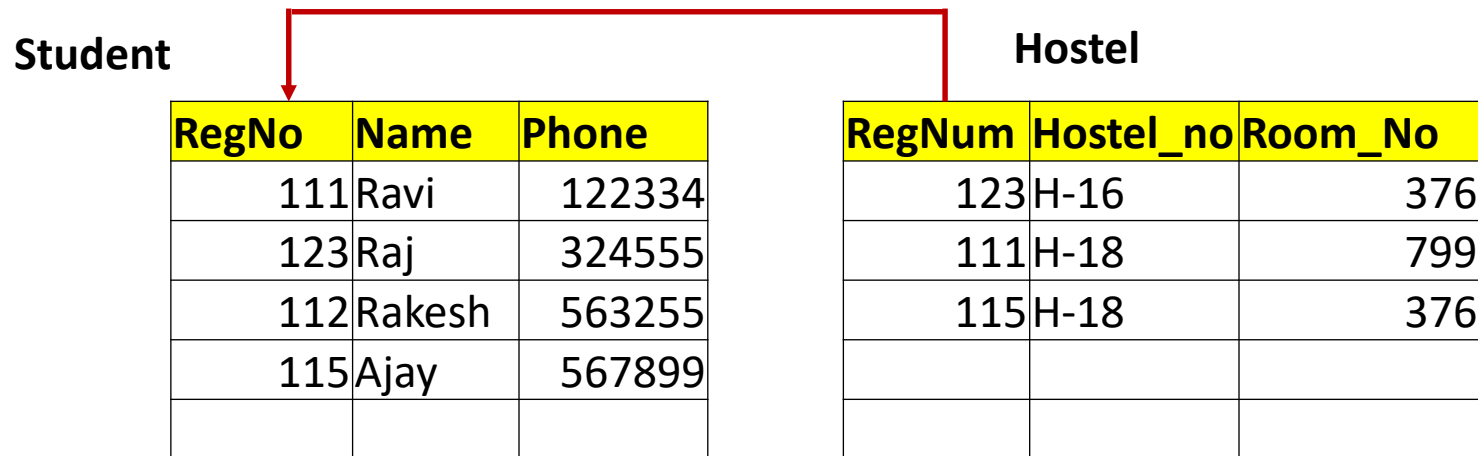 Student
Hostel
RegNo Name Phone
111 Ravi 122334
123 Raj 324555
112 Rakesh 563255
115 Ajay 567899
RegNum Hostel_no Room_No
123 H-16 376
111 H-18 799
115 H-18 376